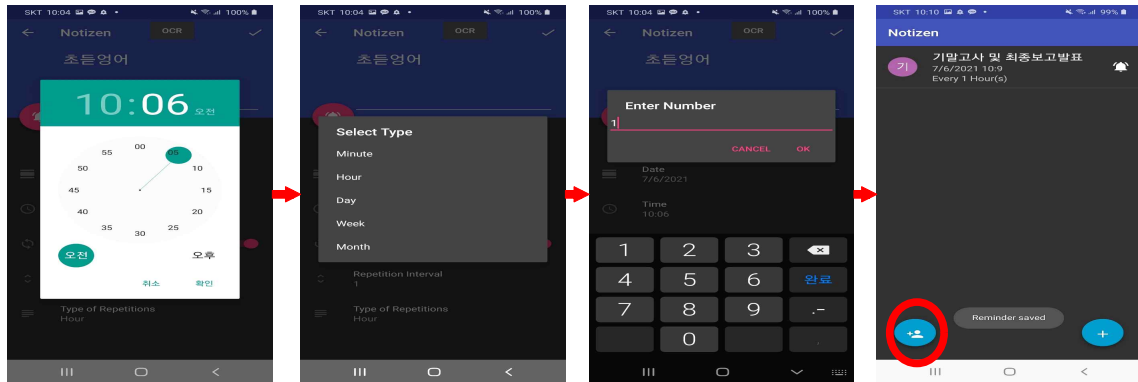 SKT 10:04 100%
Notizen OCR
초등영어
10:06 오전
00
55 05
50 10
45 15
40 20
35 25
30
오전 오후
취소 확인
Type of Repetitions
Hour
SKT 10:04 100%
Notizen OCR
초등영어
Select Type
Minute
Hour
Day
Week
Month
Repetition Interval
1
Type of Repetitions
Hour
SKT 10:04 100%
Notizen OCR
초등영어
Enter Number
1
CANCEL OK
Date
7/6/2021
Time
10:06
1 2 3
4 5 6 완료
7 8 9 .-
0 ,
SKT 10:10 99%
Notizen
기 기말고사 및 최종보고발표
7/6/2021 10:9
Every 1 Hour(s)
Reminder saved